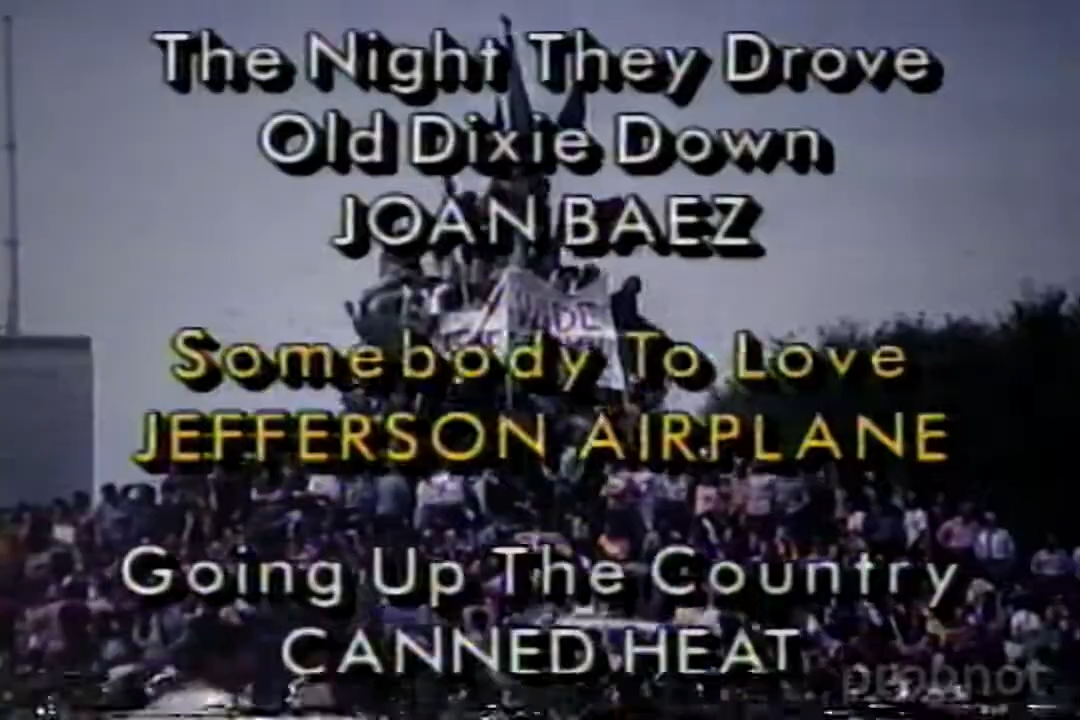 The Night They Drove
Old Dixie Down
JOAN BAEZ
Somebody To Love
JEFFERSON AIRPLANE
Going Up The Country
CANNED HEAT
probnot